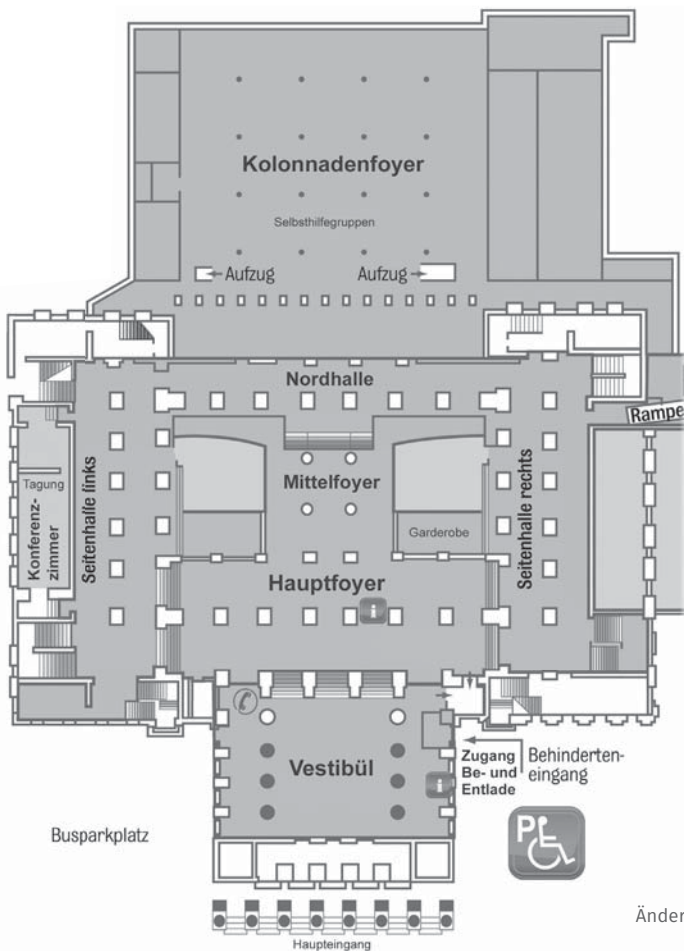 Kolonnadenfoyer
Selbsthilfegruppen
Aufzug
Aufzug
Nordhalle
Rampe
Mittelfoyer
Seitenhalle links
Seitenhalle rechts
Tagung
Konferenz-
zimmer
Garderobe
Hauptfoyer
i
Vestibül
Zugang
Be- und
Entlade
Behinderten-
eingang
i
P
Busparkplatz
Änder
Haupteingang